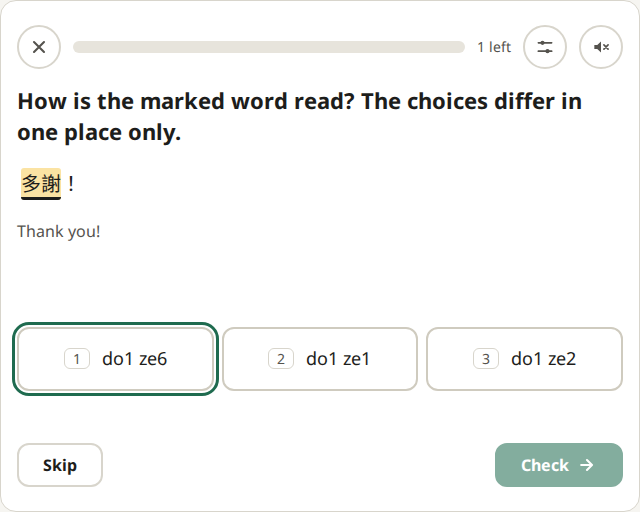 1 left
How is the marked word read? The choices differ in
one place only.
多謝！
Thank you!
1 do1 ze6
2 do1 ze1
3 do1 ze2
Skip
Check →